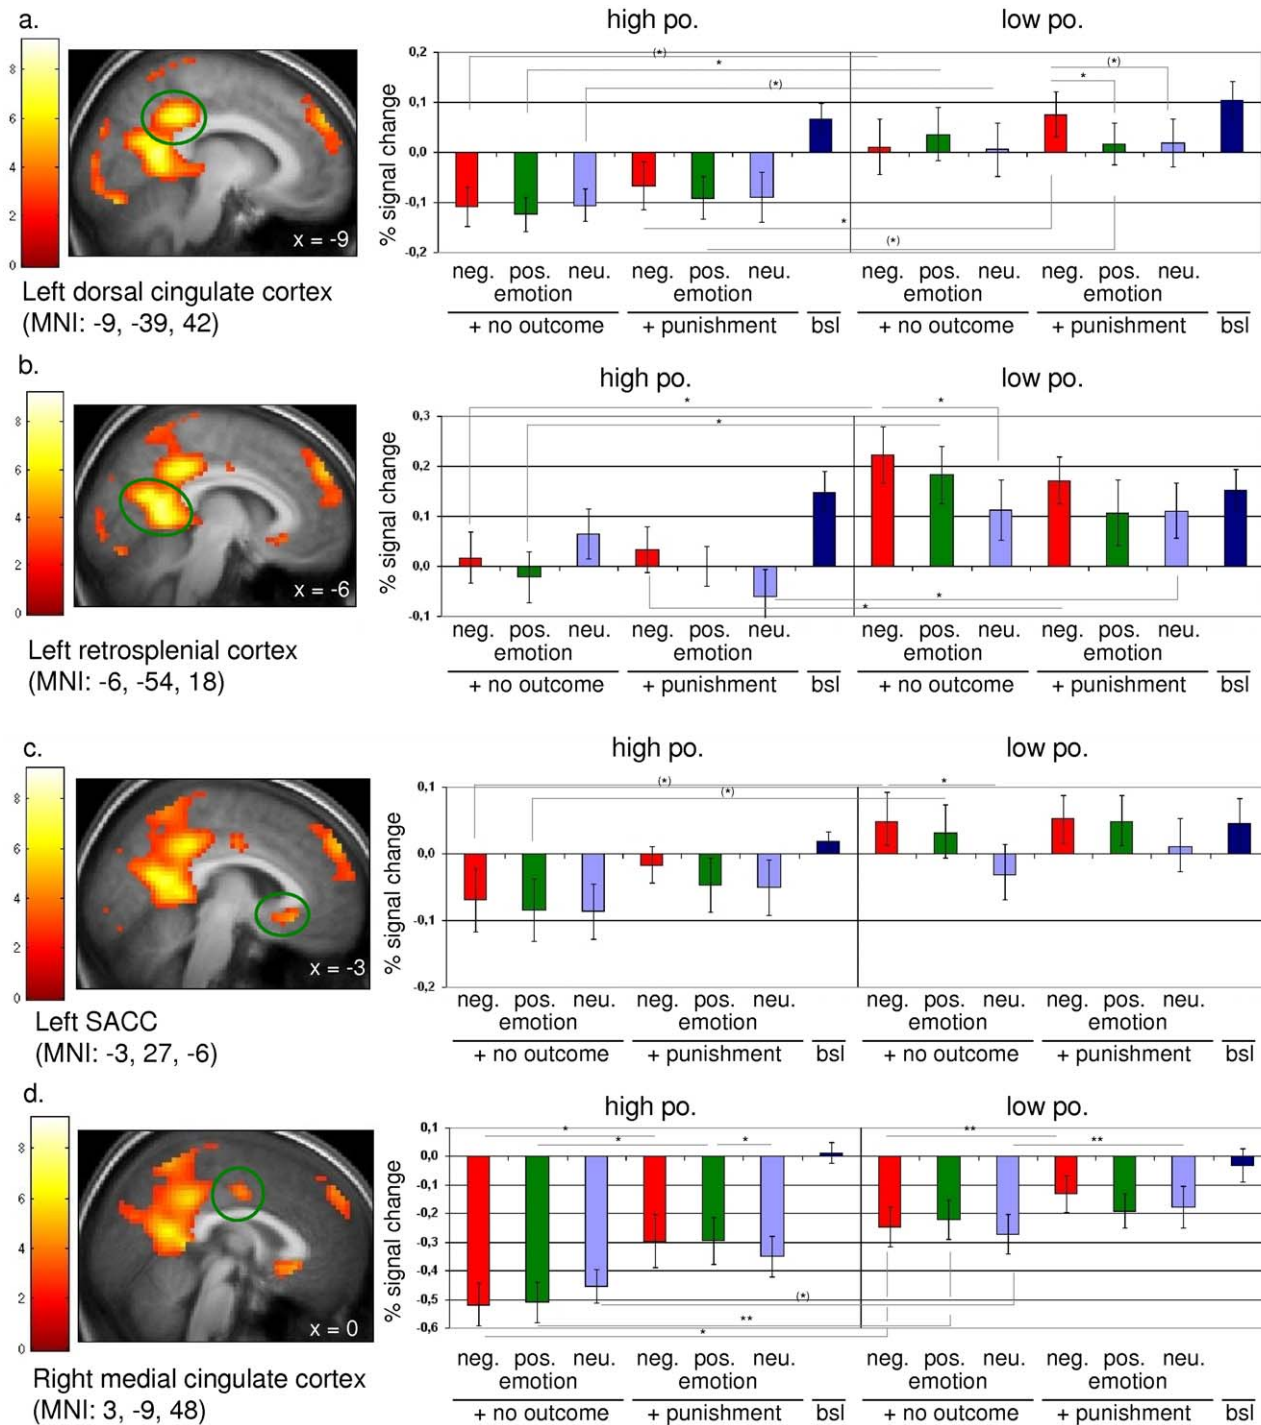 a.
high po.
low po.
8
6
4
2
0
x = -9
% signal change
0,2
0,1
0,0
-0,1
-0,2
(*)
*
(*)
(*)
*
*
(*)
neg. pos. neu. neg. pos. neu. neg. pos. neu. neg. pos. neu.
emotion emotion emotion emotion
+ no outcome + punishment bsl + no outcome + punishment bsl
Left dorsal cingulate cortex
(MNI: -9, -39, 42)
b.
high po.
low po.
8
6
4
2
0
x = -6
% signal change
0,3
0,2
0,1
0,0
-0,1
*
*
*
*
*
neg. pos. neu. neg. pos. neu. neg. pos. neu. neg. pos. neu.
emotion emotion emotion emotion
+ no outcome + punishment bsl + no outcome + punishment bsl
Left retrosplenial cortex
(MNI: -6, -54, 18)
c.
high po.
low po.
8
6
4
2
0
x = -3
% signal change
0,1
0,0
-0,1
-0,2
(*)
*
(*)
neg. pos. neu. neg. pos. neu. neg. pos. neu. neg. pos. neu.
emotion emotion emotion emotion
+ no outcome + punishment bsl + no outcome + punishment bsl
Left SACC
(MNI: -3, 27, -6)
d.
high po.
low po.
8
6
4
2
0
x = 0
% signal change
0,1
0,0
-0,1
-0,2
-0,3
-0,4
-0,5
-0,6
*
*
*
**
**
(*)
**
*
neg. pos. neu. neg. pos. neu. neg. pos. neu. neg. pos. neu.
emotion emotion emotion emotion
+ no outcome + punishment bsl + no outcome + punishment bsl
Right medial cingulate cortex
(MNI: 3, -9, 48)